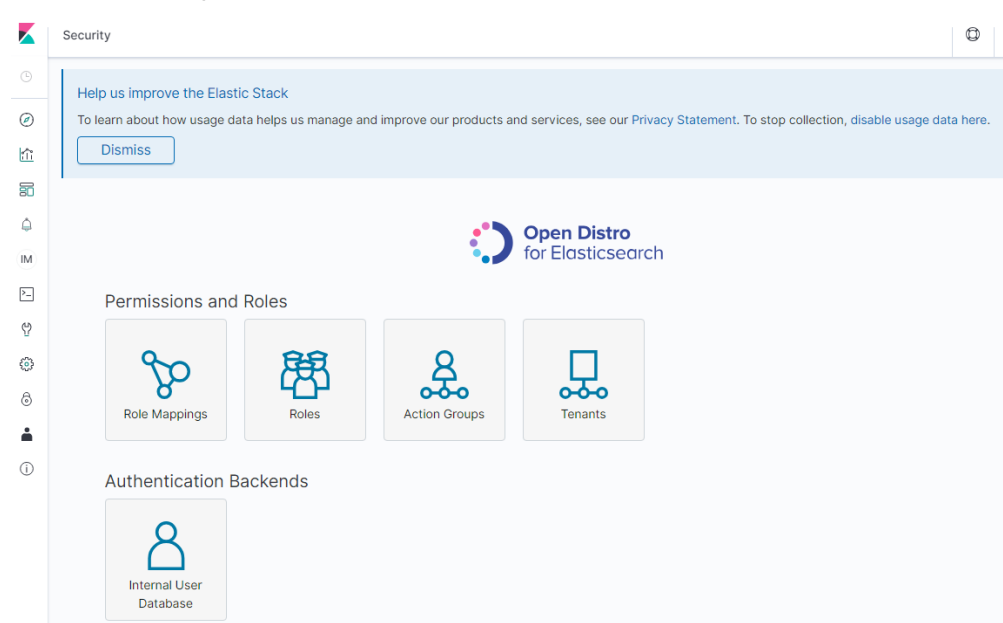 Security
Help us improve the Elastic Stack
To learn about how usage data helps us manage and improve our products and services, see our Privacy Statement. To stop collection, disable usage data here.
Dismiss
Open Distro
for Elasticsearch
IM
Permissions and Roles
Role Mappings
Roles
Action Groups
Tenants
Authentication Backends
Internal User
Database